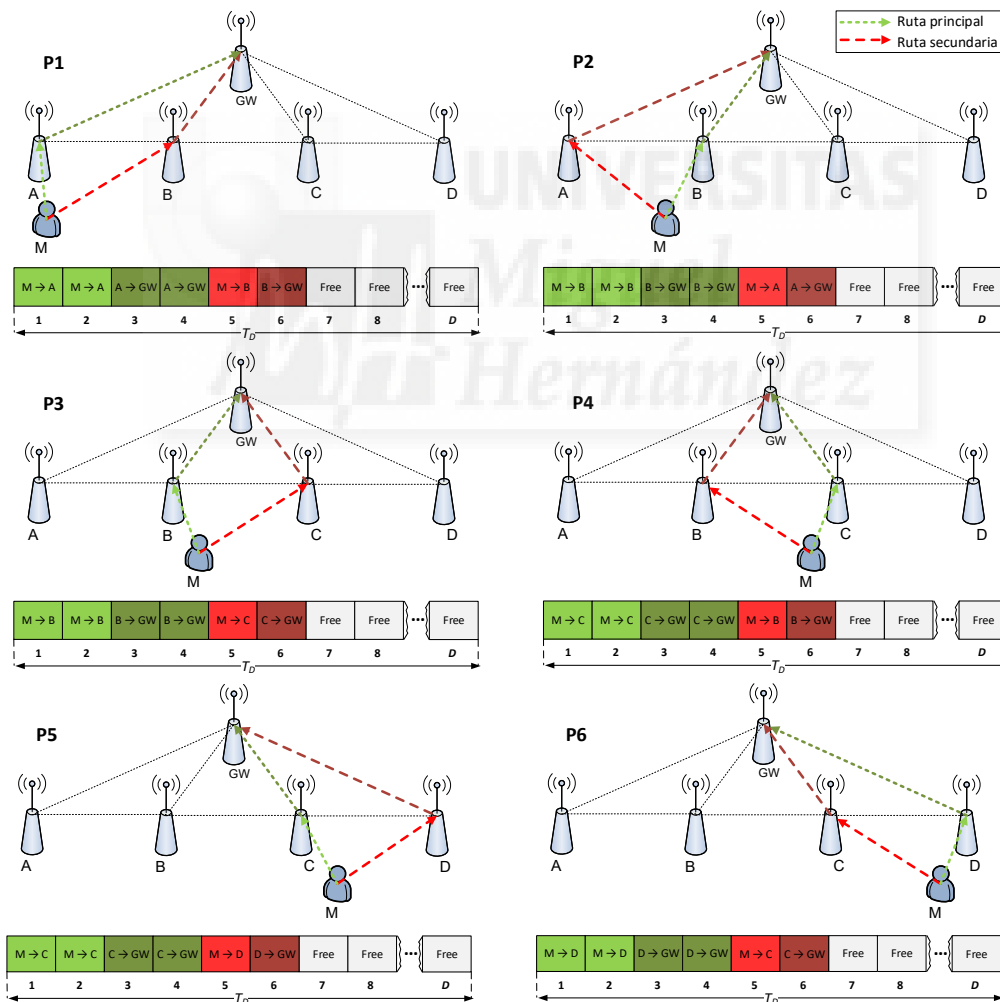 Ruta principal
Ruta secundaria
P1
GW
A
B
C
D
M
M → A M → A A → GW A → GW M → B B → GW Free Free ... Free
1 2 3 4 5 6 7 8 D
T_D
P2
GW
A
B
C
D
M
M → B M → B B → GW B → GW M → A A → GW Free Free ... Free
1 2 3 4 5 6 7 8 D
T_D
UNIVERSITAS
Miguel
Hernández
P3
GW
A
B
C
D
M
M → B M → B B → GW B → GW M → C C → GW Free Free ... Free
1 2 3 4 5 6 7 8 D
T_D
P4
GW
A
B
C
D
M
M → C M → C C → GW C → GW M → B B → GW Free Free ... Free
1 2 3 4 5 6 7 8 D
T_D
P5
GW
A
B
C
D
M
M → C M → C C → GW C → GW M → D D → GW Free Free ... Free
1 2 3 4 5 6 7 8 D
T_D
P6
GW
A
B
C
D
M
M → D M → D D → GW D → GW M → C C → GW Free Free ... Free
1 2 3 4 5 6 7 8 D
T_D